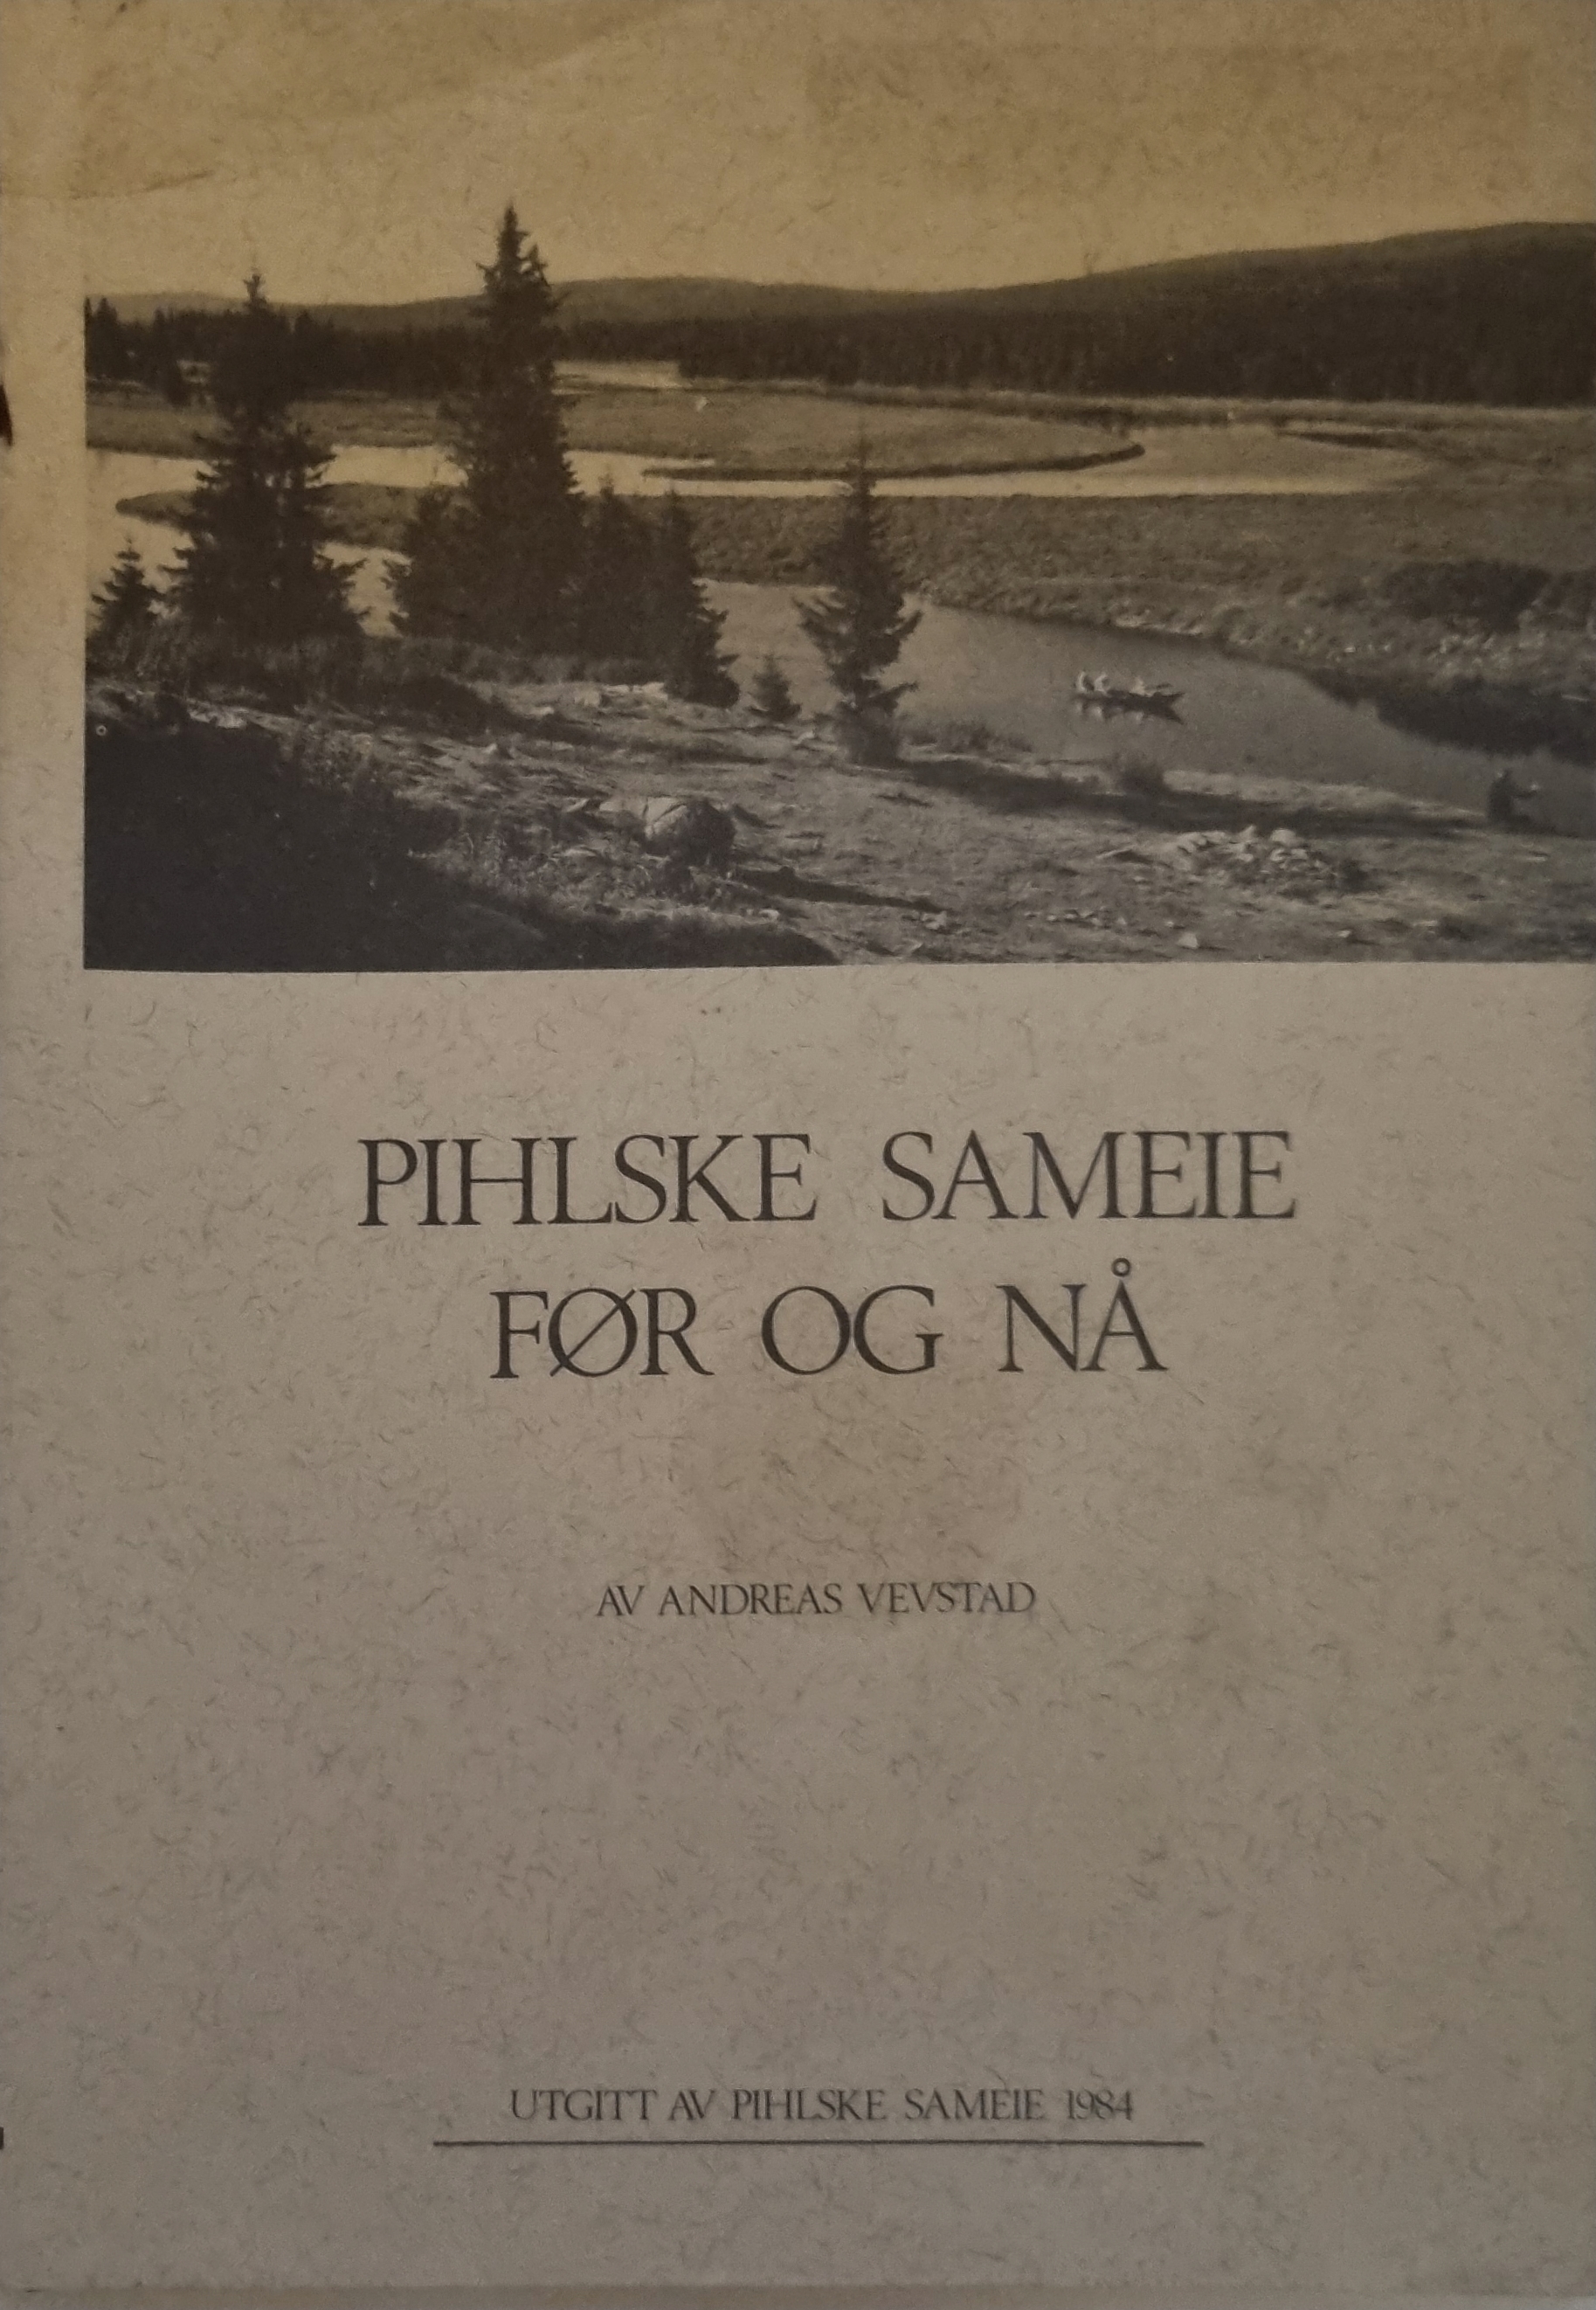 PIHLSKE SAMEIE
FØR OG NÅ
AV ANDREAS VEVSTAD
UTGITT AV PIHLSKE SAMEIE 1984